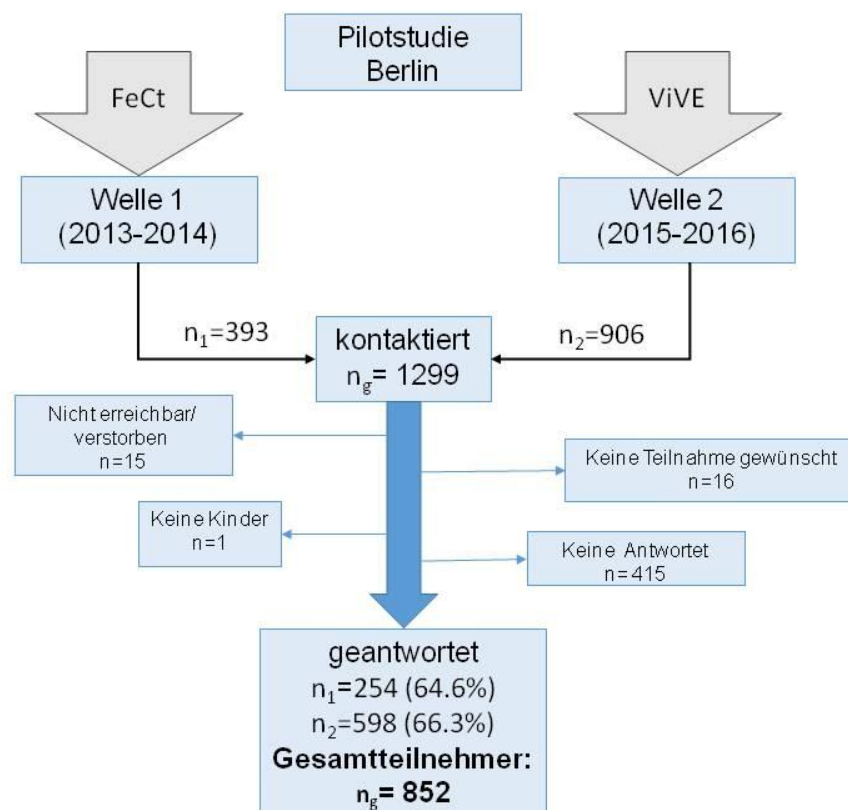 Pilotstudie
Berlin
FeCt
ViVE
Welle 1
(2013-2014)
Welle 2
(2015-2016)
n₁=393
n₂=906
kontaktiert
n_g= 1299
Nicht erreichbar/
verstorben
n=15
Keine Teilnahme gewünscht
n=16
Keine Kinder
n=1
Keine Antwortet
n=415
geantwortet
n₁=254 (64.6%)
n₂=598 (66.3%)
Gesamtteilnehmer:
n_g= 852